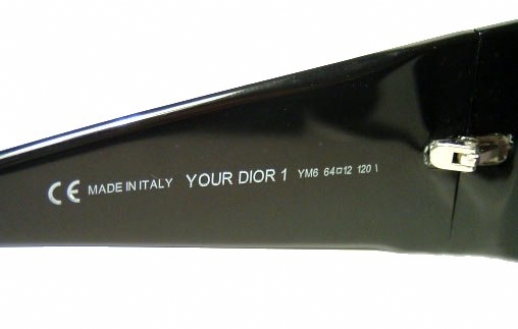 CE MADE IN ITALY YOUR DIOR 1 YM6 64□12 120 \